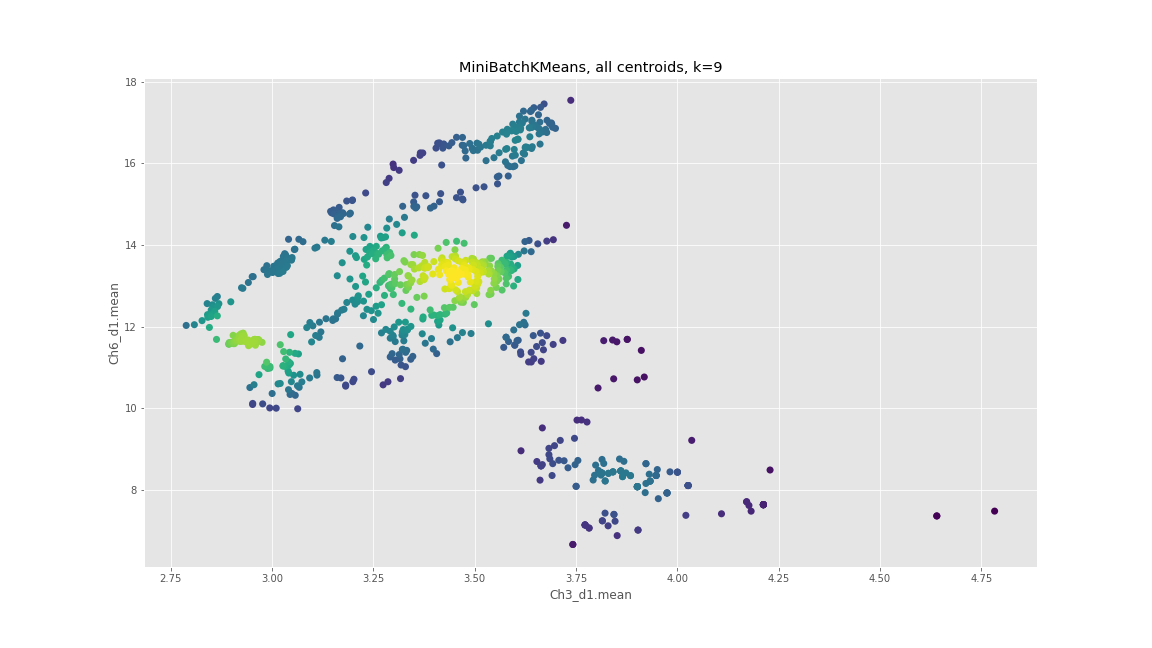 MiniBatchKMeans, all centroids, k=9
18
16
14
12
10
8
Ch6_d1.mean
2.75 3.00 3.25 3.50 3.75 4.00 4.25 4.50 4.75
Ch3_d1.mean